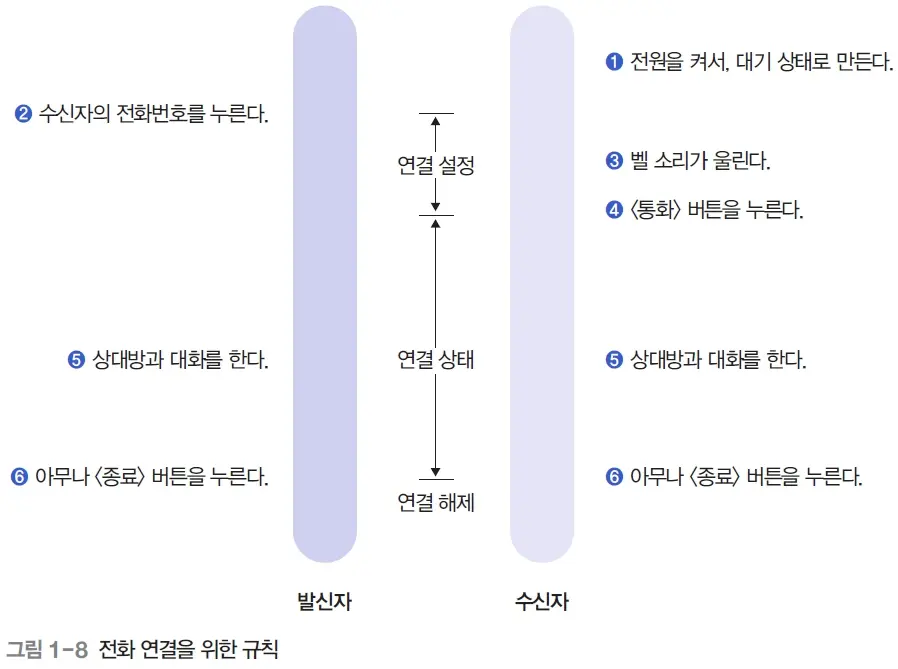 ❶ 전원을 켜서, 대기 상태로 만든다.
❷ 수신자의 전화번호를 누른다.
연결 설정
❸ 벨 소리가 울린다.
❹ 〈통화〉 버튼을 누른다.
❺ 상대방과 대화를 한다.
연결 상태
❺ 상대방과 대화를 한다.
❻ 아무나 〈종료〉 버튼을 누른다.
❻ 아무나 〈종료〉 버튼을 누른다.
연결 해제
발신자
수신자
그림 1-8 전화 연결을 위한 규칙